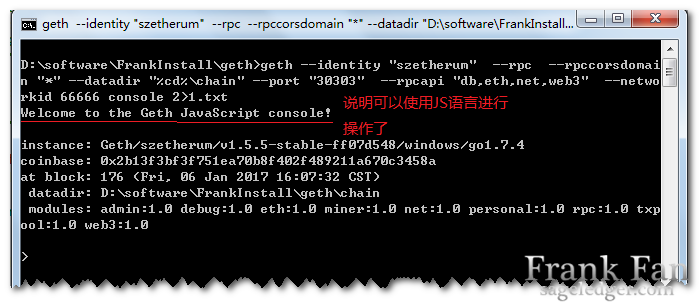 geth --identity "szetherum" --rpc --rpccorsdomain "*" --datadir "D:\software\FrankInstall...
D:\software\FrankInstall\geth>geth --identity "szetherum"  --rpc  --rpccorsdomai
n "*" --datadir "%cd%\chain" --port "30303"  --rpcapi "db,eth,net,web3"  --netwo
rkid 66666 console 2>1.txt
Welcome to the Geth JavaScript console!
说明可以使用JS语言进行
操作了
instance: Geth/szetherum/v1.5.5-stable-ff07d548/windows/go1.7.4
coinbase: 0x2b13f3bf3f751ea70b8f402f489211a670c3458a
at block: 176 (Fri, 06 Jan 2017 16:07:32 CST)
 datadir: D:\software\FrankInstall\geth\chain
 modules: admin:1.0 debug:1.0 eth:1.0 miner:1.0 net:1.0 personal:1.0 rpc:1.0 txp
ool:1.0 web3:1.0
>
Frank Fan
sageledger.com